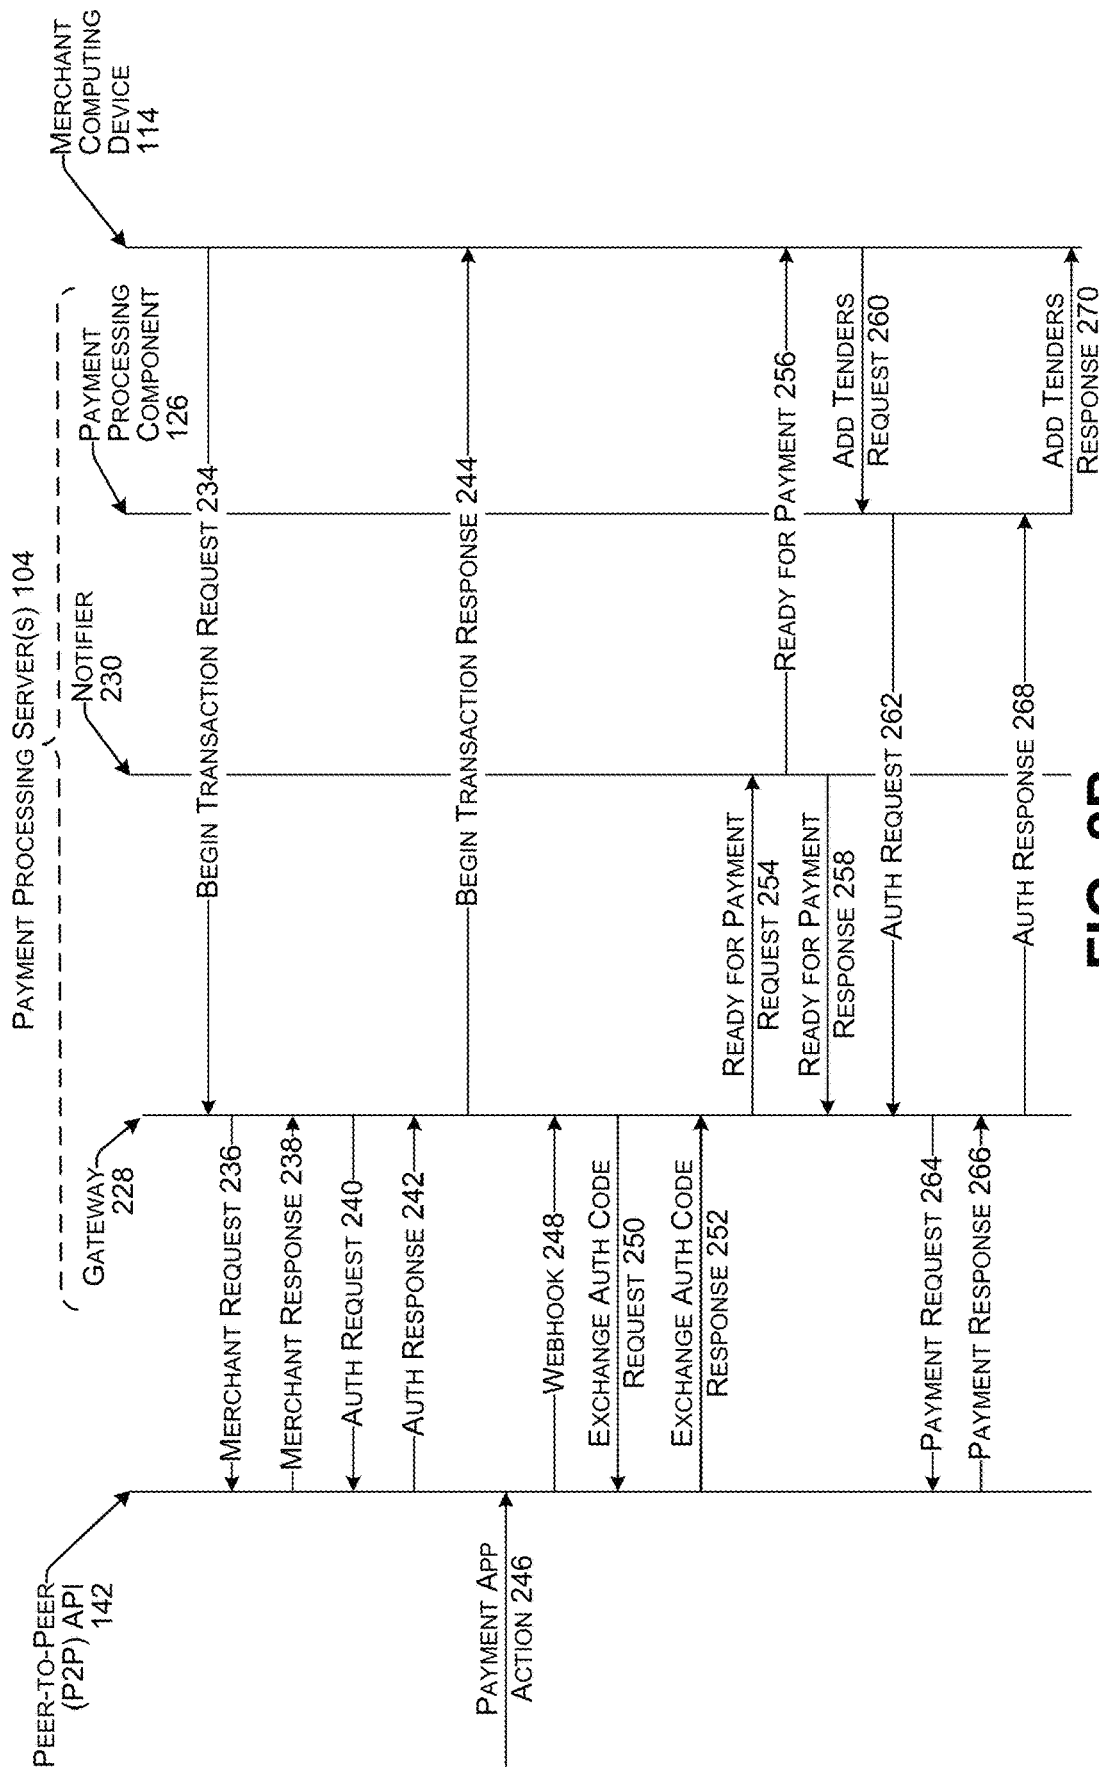 PAYMENT PROCESSING SERVER(S) 104
PEER-TO-PEER
(P2P) API
142
GATEWAY
228
NOTIFIER
230
PAYMENT
PROCESSING
COMPONENT
126
MERCHANT
COMPUTING
DEVICE
114
BEGIN TRANSACTION REQUEST 234
MERCHANT REQUEST 236
MERCHANT RESPONSE 238
AUTH REQUEST 240
AUTH RESPONSE 242
BEGIN TRANSACTION RESPONSE 244
PAYMENT APP
ACTION 246
WEBHOOK 248
EXCHANGE AUTH CODE
REQUEST 250
EXCHANGE AUTH CODE
RESPONSE 252
READY FOR PAYMENT
REQUEST 254
READY FOR PAYMENT 256
READY FOR PAYMENT
RESPONSE 258
ADD TENDERS
REQUEST 260
AUTH REQUEST 262
PAYMENT REQUEST 264
PAYMENT RESPONSE 266
AUTH RESPONSE 268
ADD TENDERS
RESPONSE 270